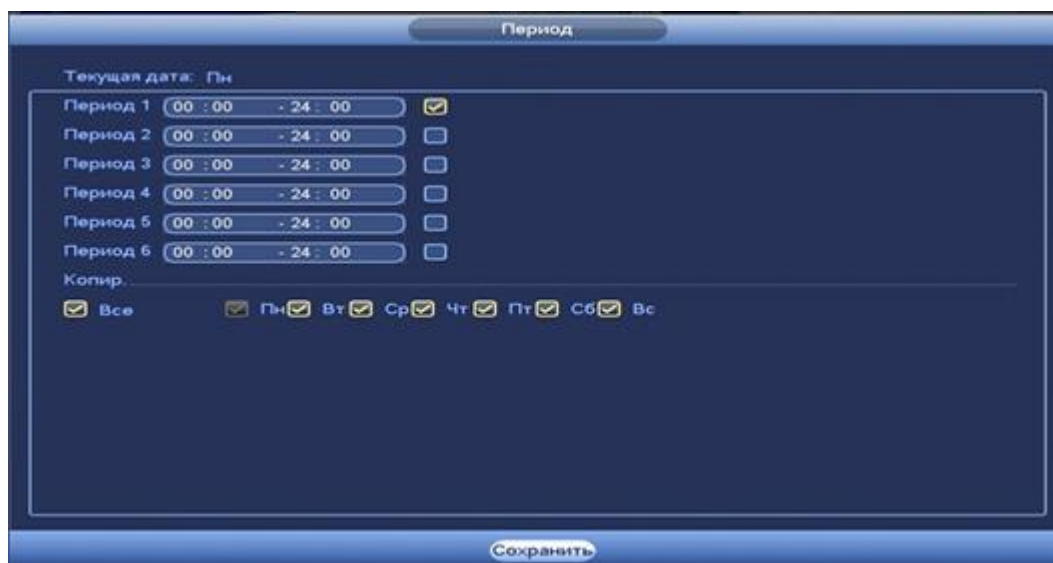 Период
Текущая дата: Пн
Период 1 00 : 00 - 24 : 00
Период 2 00 : 00 - 24 : 00
Период 3 00 : 00 - 24 : 00
Период 4 00 : 00 - 24 : 00
Период 5 00 : 00 - 24 : 00
Период 6 00 : 00 - 24 : 00
Копир.
Все Пн Вт Ср Чт Пт Сб Вс
Сохранить